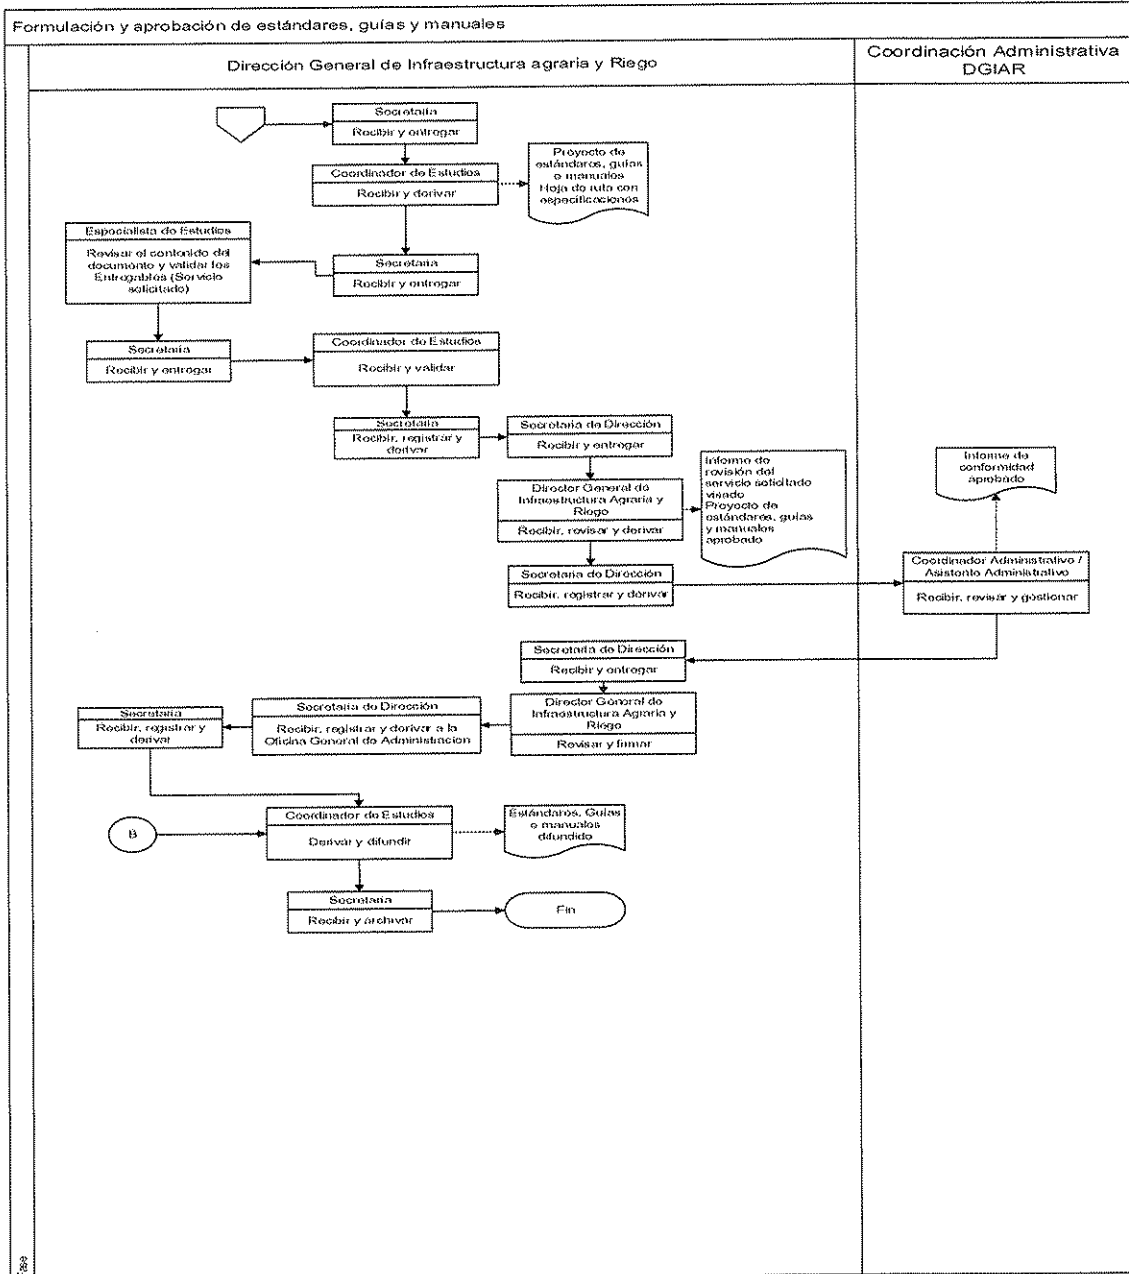 Formulación y aprobación de estándares, guías y manuales
Dirección General de Infraestructura agraria y Riego
Coordinación Administrativa
DGIAR
Secretaria
Recibir y entregar
Coordinador de Estudios
Recibir y derivar
Proyecto de
estándares, guías
o manuales
Hoja de ruta con
especificaciones
Especialista de Estudios
Revisar el contenido del
documento y validar los
Entregables (Servicio
solicitado)
Secretaria
Recibir y entregar
Secretaria
Recibir y entregar
Coordinador de Estudios
Recibir y validar
Secretaria
Recibir, registrar y
derivar
Secretaria de Dirección
Recibir y entregar
Director General de
Infraestructura Agraria y
Riego
Recibir, revisar y derivar
Informe de
revisión del
servicio solicitado
visado
Proyecto de
estándares, guías
y manuales
aprobado
Informe de
conformidad
aprobado
Secretaria de Dirección
Recibir, registrar y derivar
Coordinador Administrativo /
Asistente Administrativo
Recibir, revisar y gestionar
Secretaria de Dirección
Recibir y entregar
Director General de
Infraestructura Agraria y
Riego
Revisar y firmar
Secretaria de Dirección
Recibir, registrar y derivar a la
Oficina General de Administracion
Secretaria
Recibir, registrar y
derivar
B
Coordinador de Estudios
Derivar y difundir
Estándares, Guías
o manuales
difundido
Secretaria
Recibir y archivar
Fin
Fase